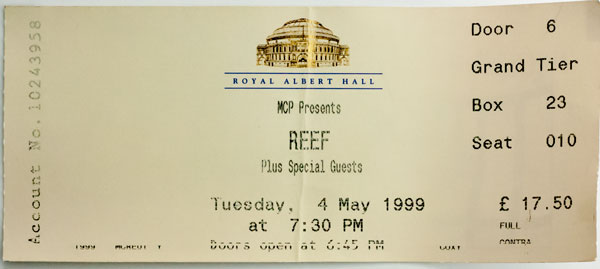 Account No. 10243958
ROYAL ALBERT HALL
MCP Presents
REEF
Plus Special Guests
Tuesday, 4 May 1999
at 7:30 PM
Doors open at 6:45 PM
Door 6
Grand Tier
Box 23
Seat 010
£ 17.50
FULL
CONTRA
1999